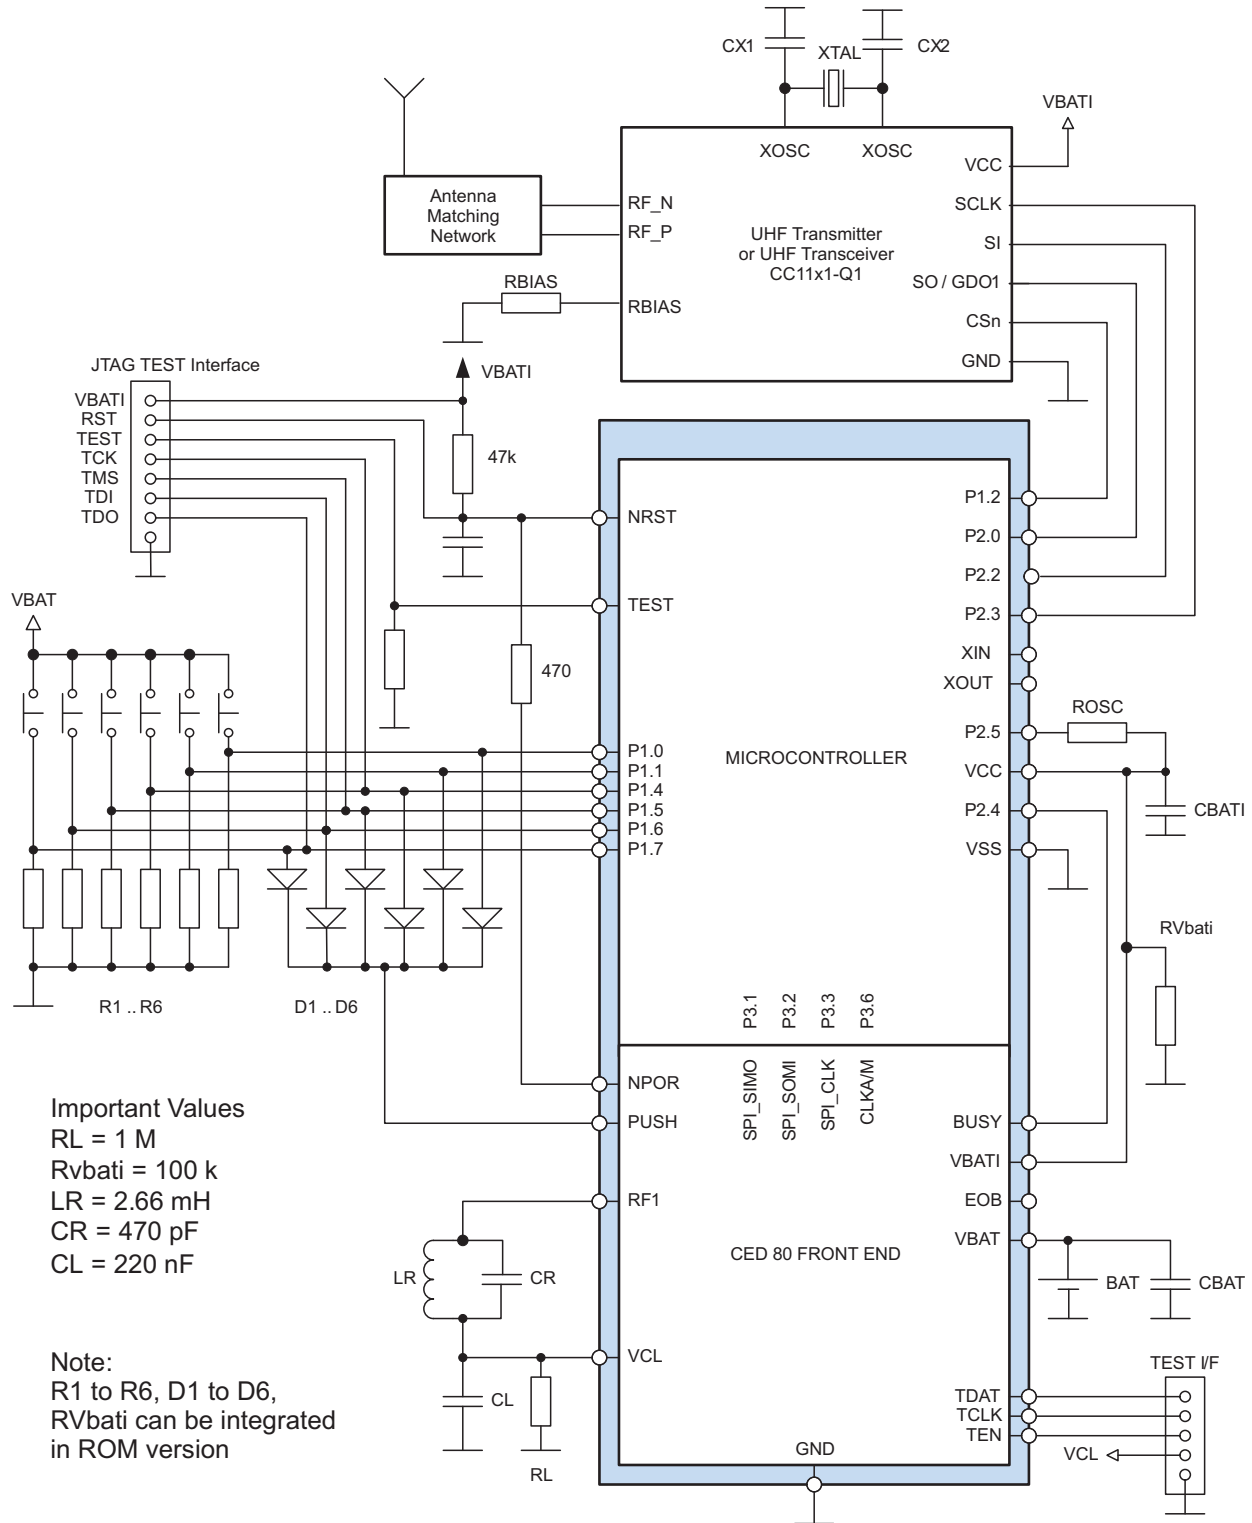 CX1
XTAL
CX2
VBATI
XOSC
XOSC
VCC
SCLK
SI
SO / GDO1
CSn
GND
Antenna
Matching
Network
RF_N
RF_P
UHF Transmitter
or UHF Transceiver
CC11x1-Q1
RBIAS
RBIAS
VBATI
JTAG TEST Interface
VBATI
RST
TEST
TCK
TMS
TDI
TDO
47k
NRST
TEST
470
VBAT
P1.0
P1.1
P1.4
P1.5
P1.6
P1.7
MICROCONTROLLER
P1.2
P2.0
P2.2
P2.3
XIN
XOUT
P2.5
VCC
P2.4
VSS
ROSC
CBATI
RVbati
R1 .. R6
D1 .. D6
P3.1
P3.2
P3.3
P3.6
SPI_SIMO
SPI_SOMI
SPI_CLK
CLKA/M
NPOR
PUSH
RF1
VCL
CED 80 FRONT END
BUSY
VBATI
EOB
VBAT
BAT
CBAT
TEST I/F
TDAT
TCLK
TEN
VCL
GND
LR
CR
CL
RL
Important Values
RL = 1 M
Rvbati = 100 k
LR = 2.66 mH
CR = 470 pF
CL = 220 nF
Note:
R1 to R6, D1 to D6,
RVbati can be integrated
in ROM version